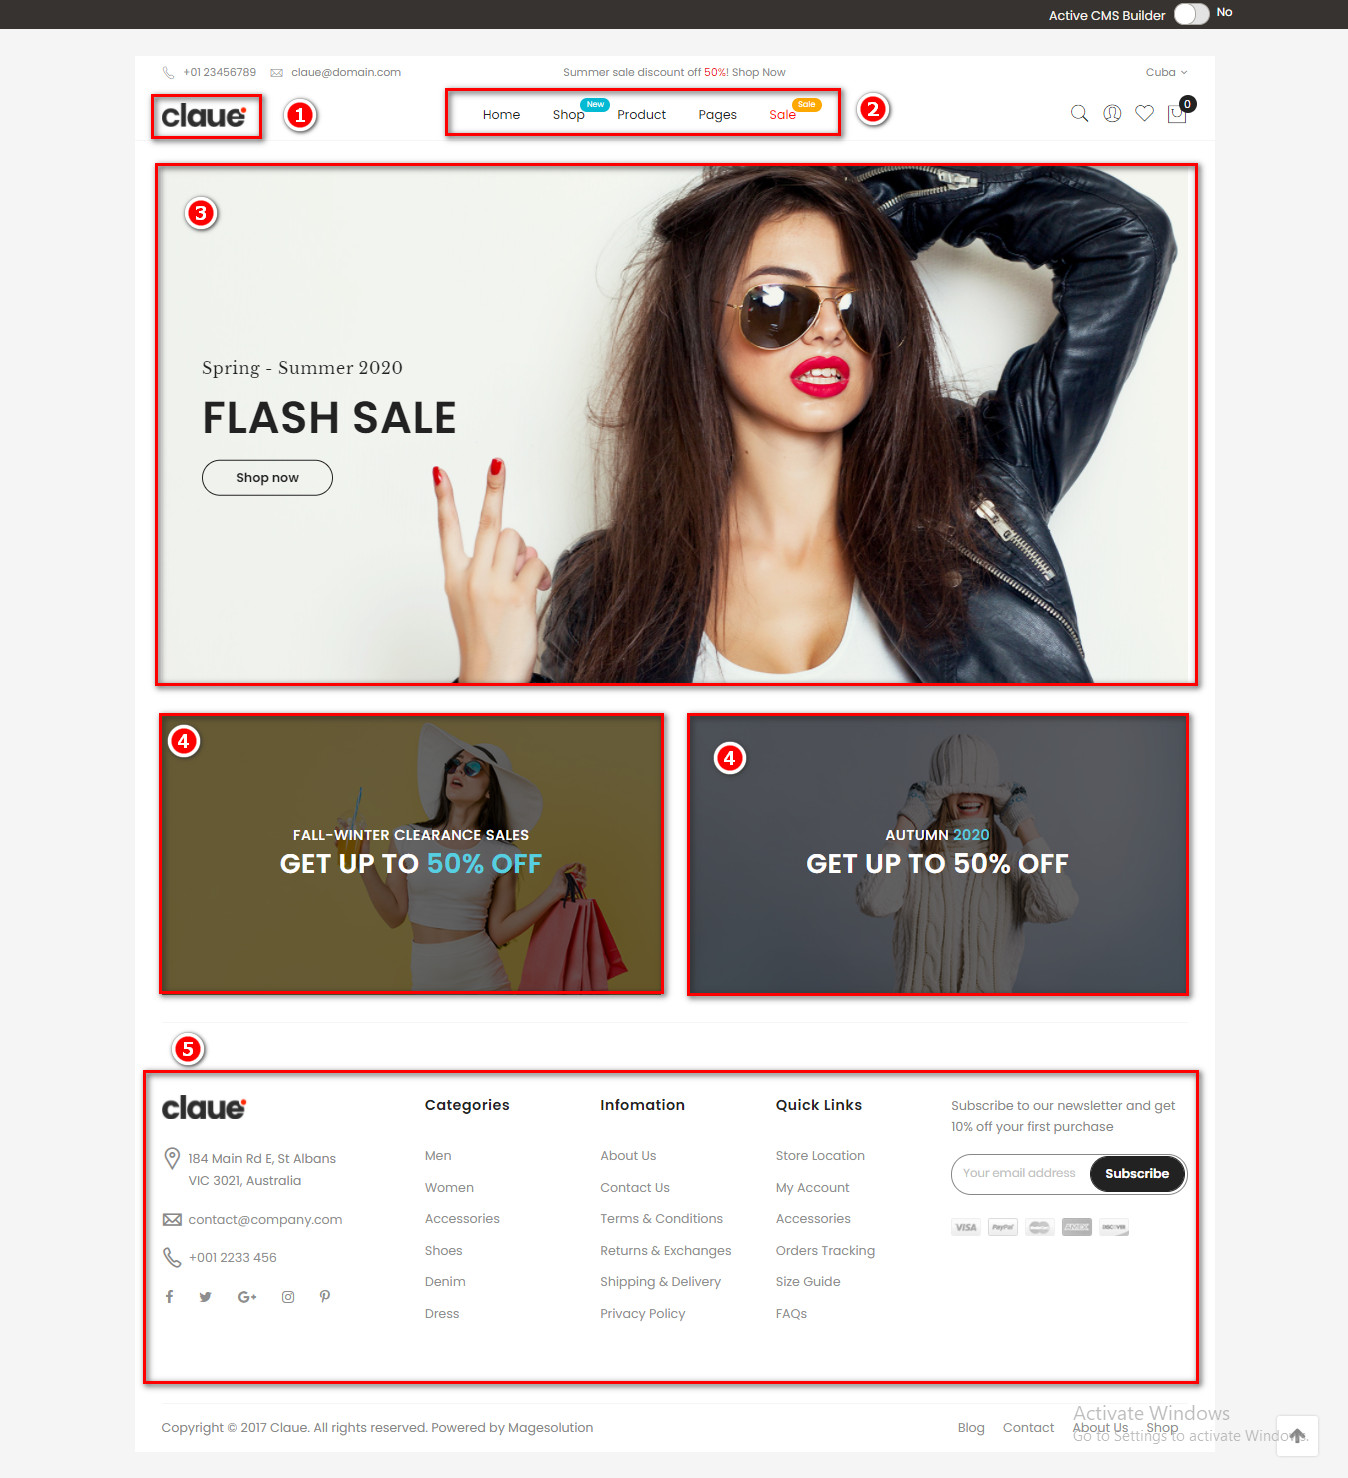 Active CMS Builder No
+01 23456789 claue@domain.com Summer sale discount off 50%! Shop Now Cuba
claue 1 Home Shop New Product Pages Sale Sale 2 0
3
Spring - Summer 2020
FLASH SALE
Shop now
4 4
FALL-WINTER CLEARANCE SALES
GET UP TO 50% OFF
AUTUMN 2020
GET UP TO 50% OFF
5
claue
184 Main Rd E, St Albans
VIC 3021, Australia
contact@company.com
+001 2233 456
Categories
Men
Women
Accessories
Shoes
Denim
Dress
Infomation
About Us
Contact Us
Terms & Conditions
Returns & Exchanges
Shipping & Delivery
Privacy Policy
Quick Links
Store Location
My Account
Accessories
Orders Tracking
Size Guide
FAQs
Subscribe to our newsletter and get
10% off your first purchase
Your email address Subscribe
VISA PayPal AMEX DISCOVER
Copyright © 2017 Claue. All rights reserved. Powered by Magesolution
Blog Contact About Us Shop
Activate Windows
Go to Settings to activate Windows.